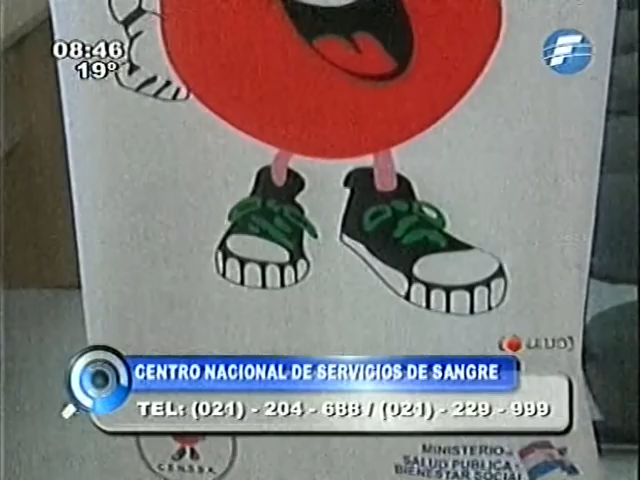 08:46
19°
CENTRO NACIONAL DE SERVICIOS DE SANGRE
TEL: (021) - 204 - 688 / (021) - 229 - 999
MINISTERIO
SALUD PUBLICA
BIENESTAR SOCIAL